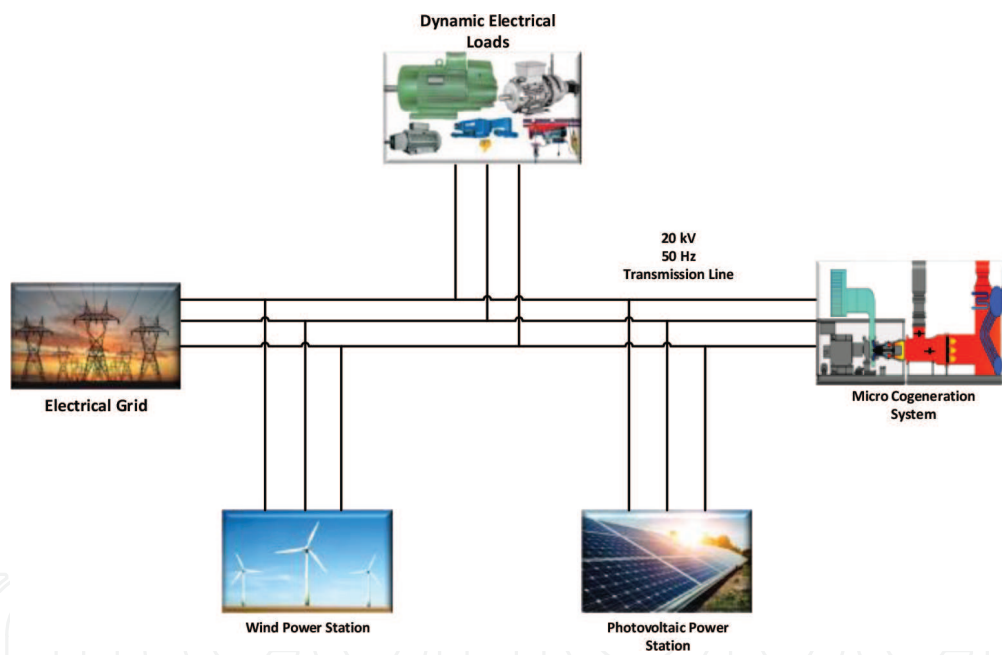 Dynamic Electrical
Loads
20 kV
50 Hz
Transmission Line
Electrical Grid
Micro Cogeneration
System
Wind Power Station
Photovoltaic Power
Station